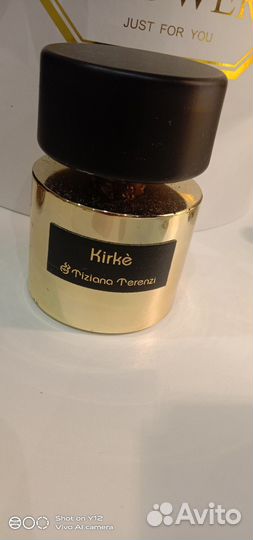 JUST FOR YOU
Kirkè
Tiziana Terenzi
Shot on Y12
Vivo AI camera
Avito